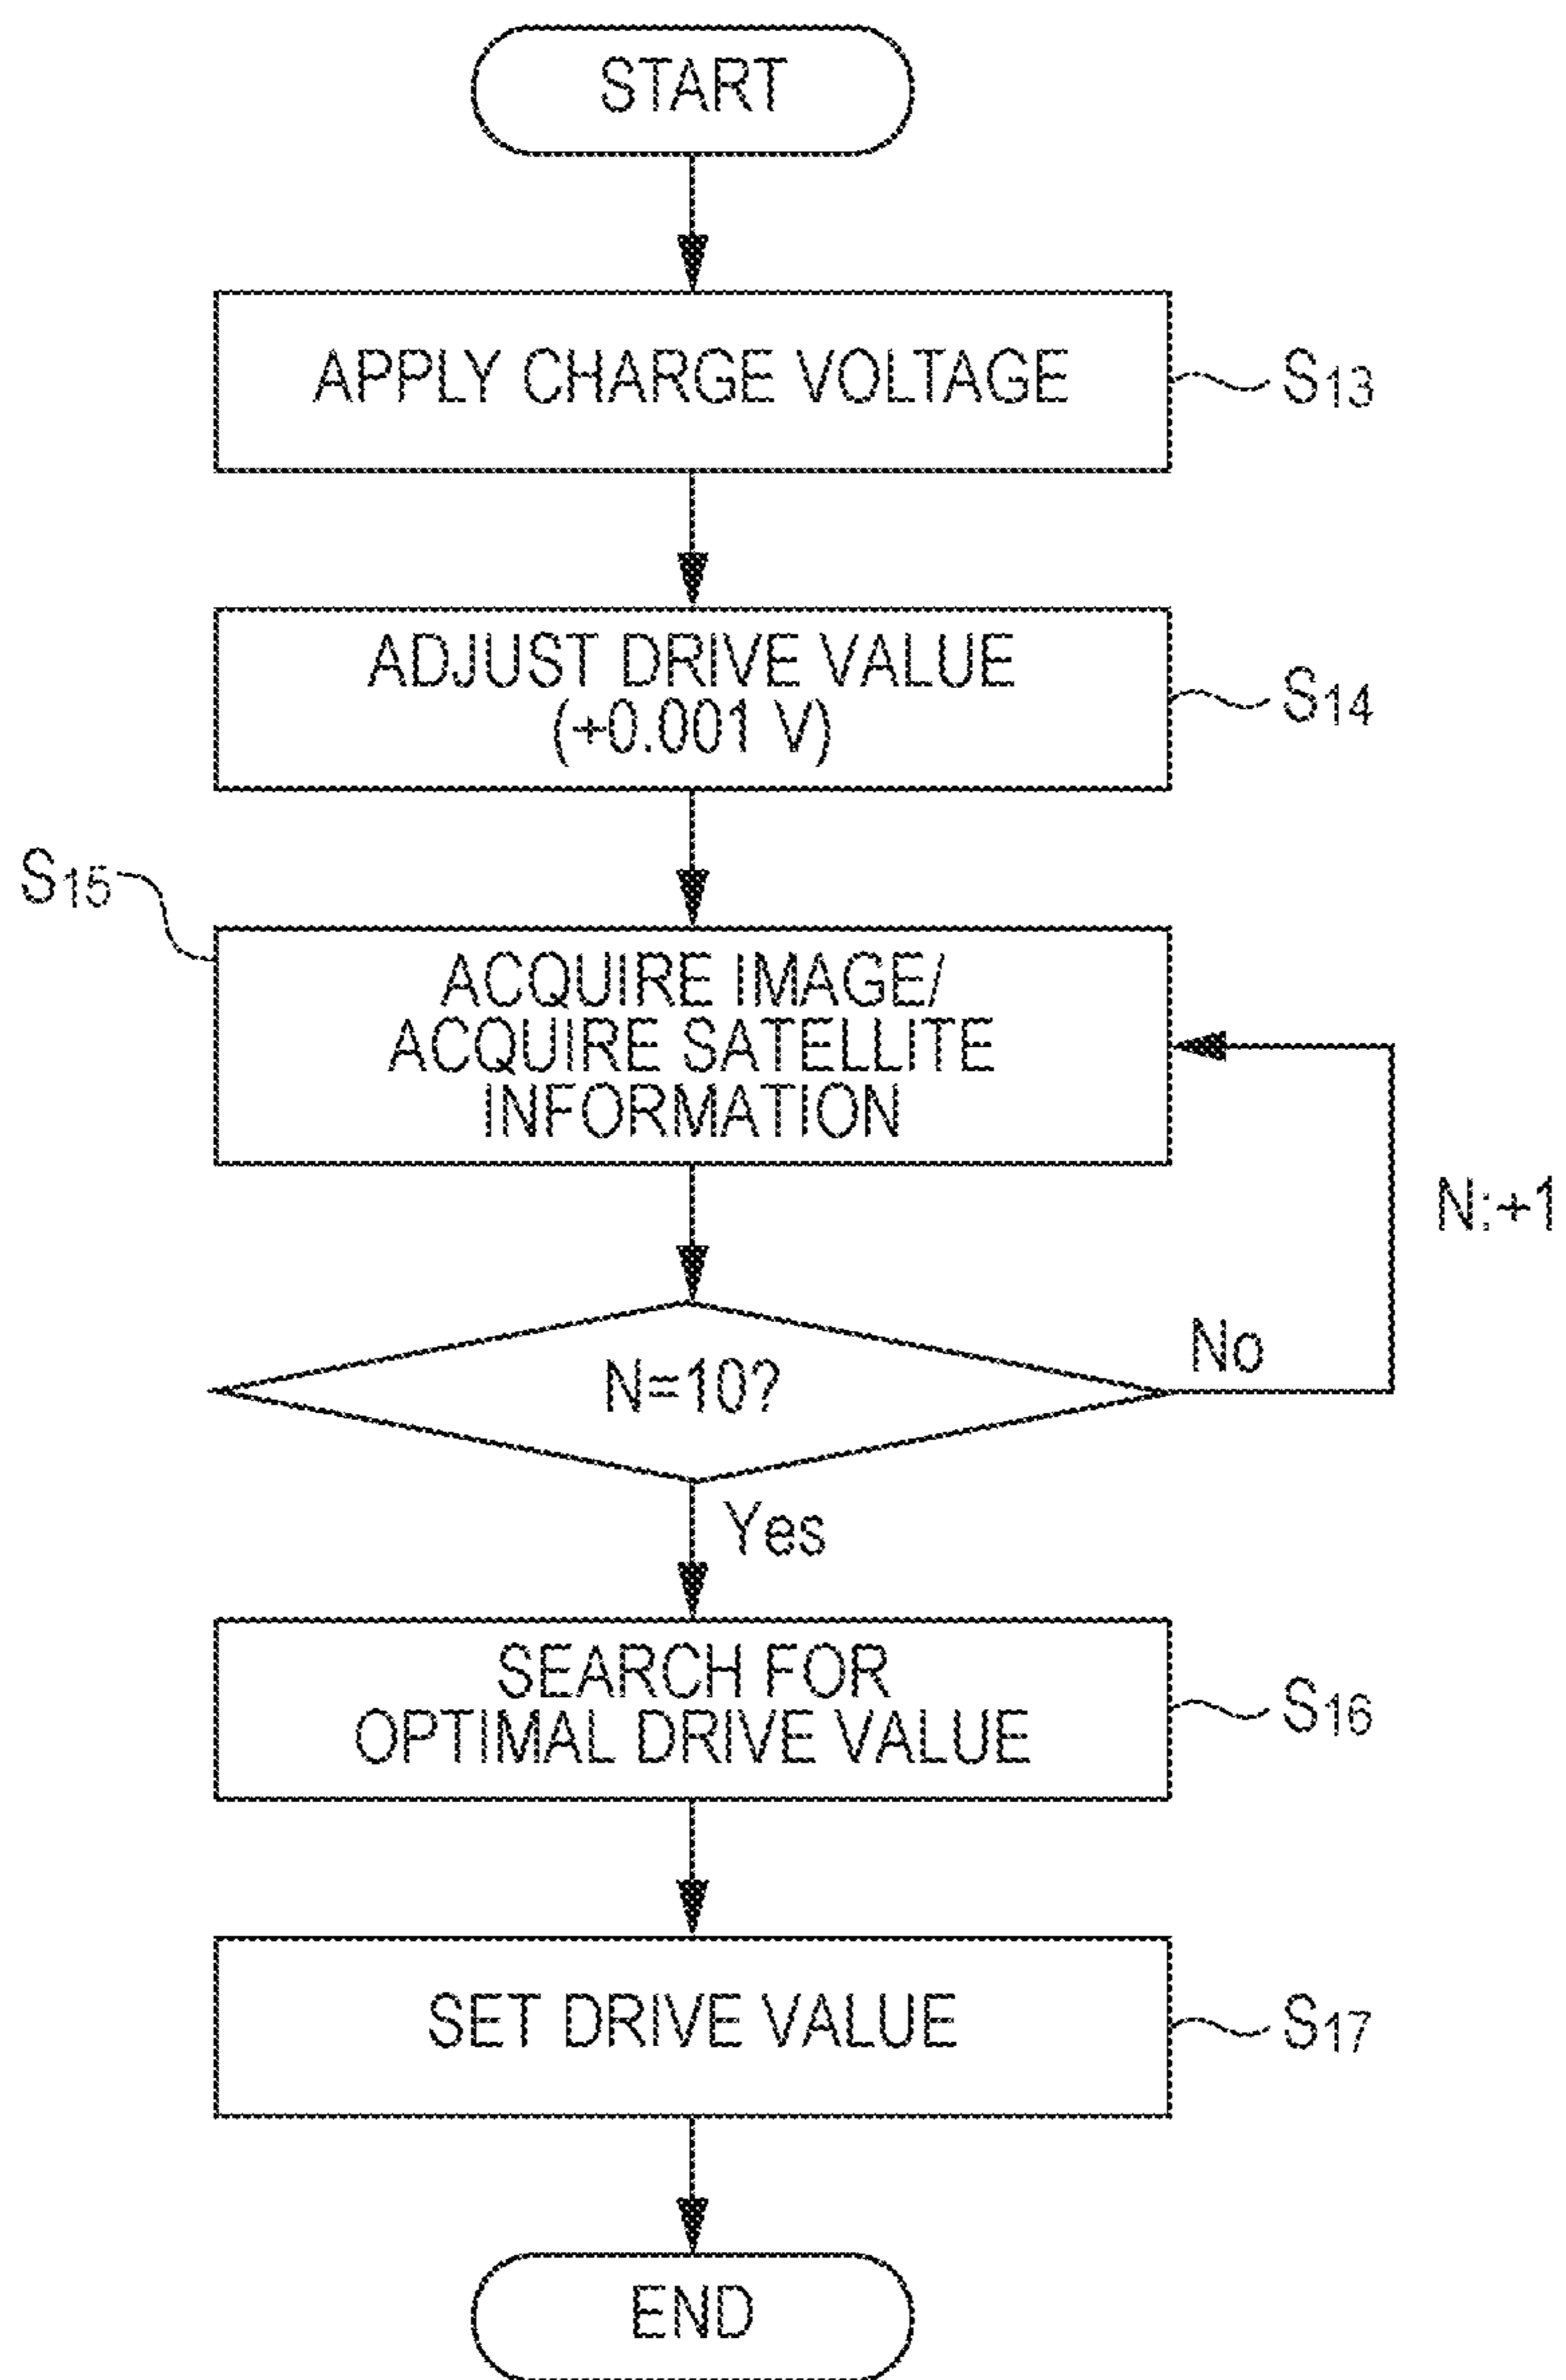 START
APPLY CHARGE VOLTAGE
S13
ADJUST DRIVE VALUE
(+0.001 V)
S14
S15
ACQUIRE IMAGE/
ACQUIRE SATELLITE
INFORMATION
N:+1
N=10?
No
Yes
SEARCH FOR
OPTIMAL DRIVE VALUE
S16
SET DRIVE VALUE
S17
END